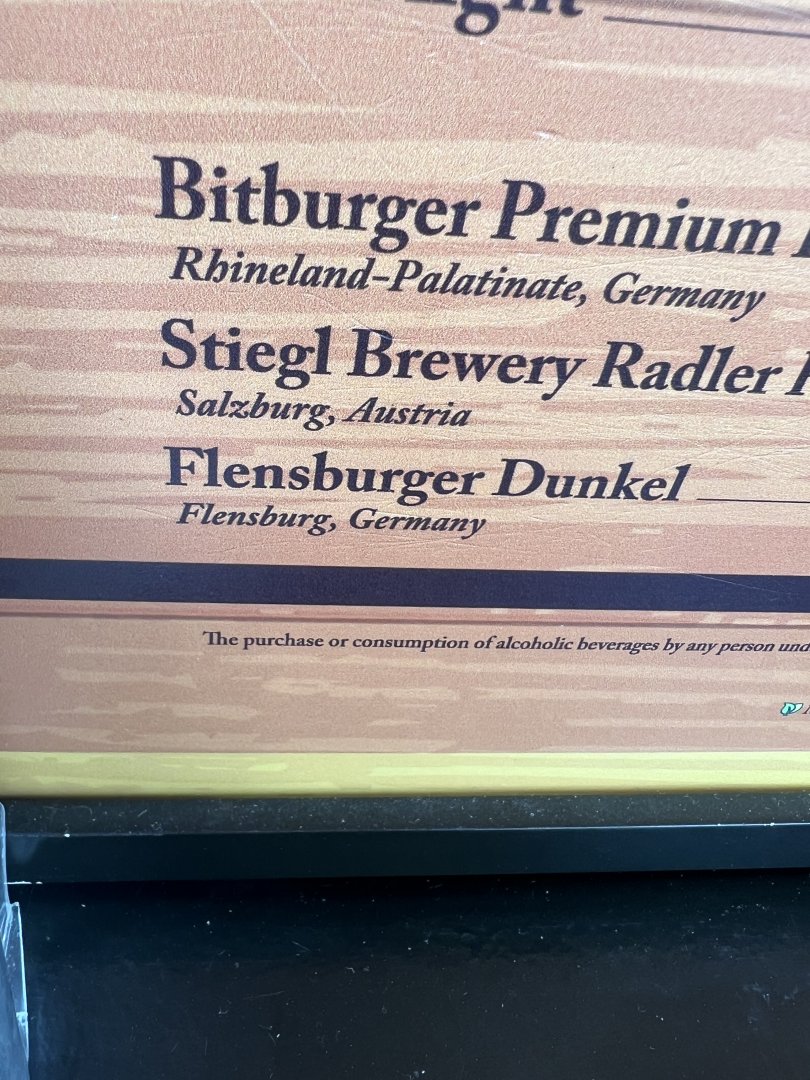 Bitburger Premium
Rhineland-Palatinate, Germany
Stiegl Brewery Radler
Salzburg, Austria
Flensburger Dunkel
Flensburg, Germany
The purchase or consumption of alcoholic beverages by any person